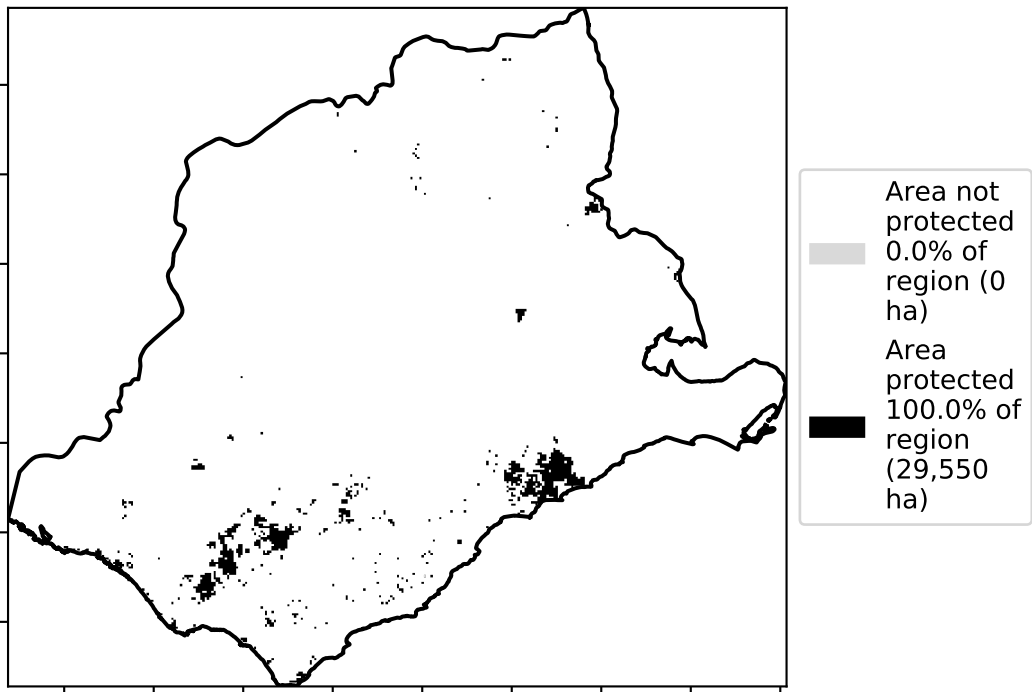 Area not
protected
0.0% of
region (0
ha)
Area
protected
100.0% of
region
(29,550
ha)